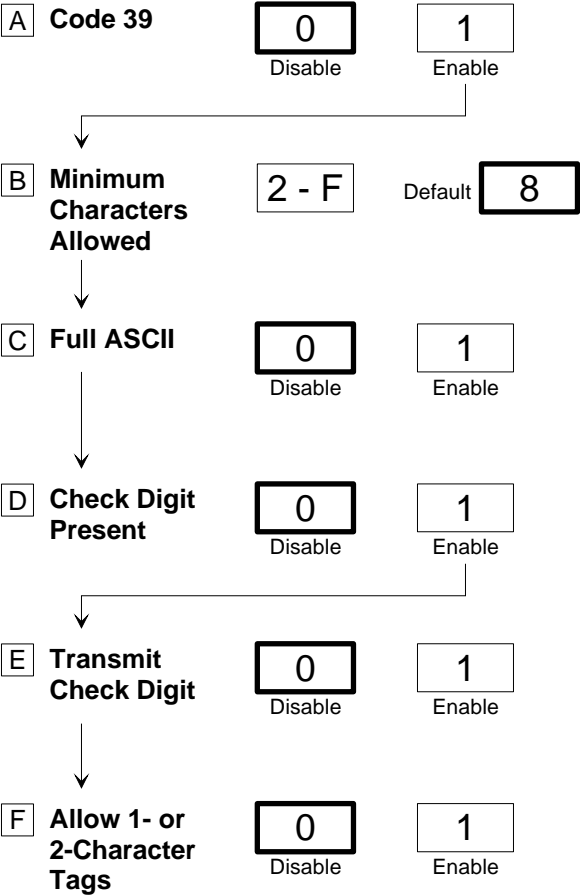 A Code 39 0 1
Disable Enable
B Minimum 2 - F Default 8
Characters
Allowed
C Full ASCII 0 1
Disable Enable
D Check Digit 0 1
Present
Disable Enable
E Transmit 0 1
Check Digit
Disable Enable
F Allow 1- or 0 1
2-Character
Disable Enable
Tags